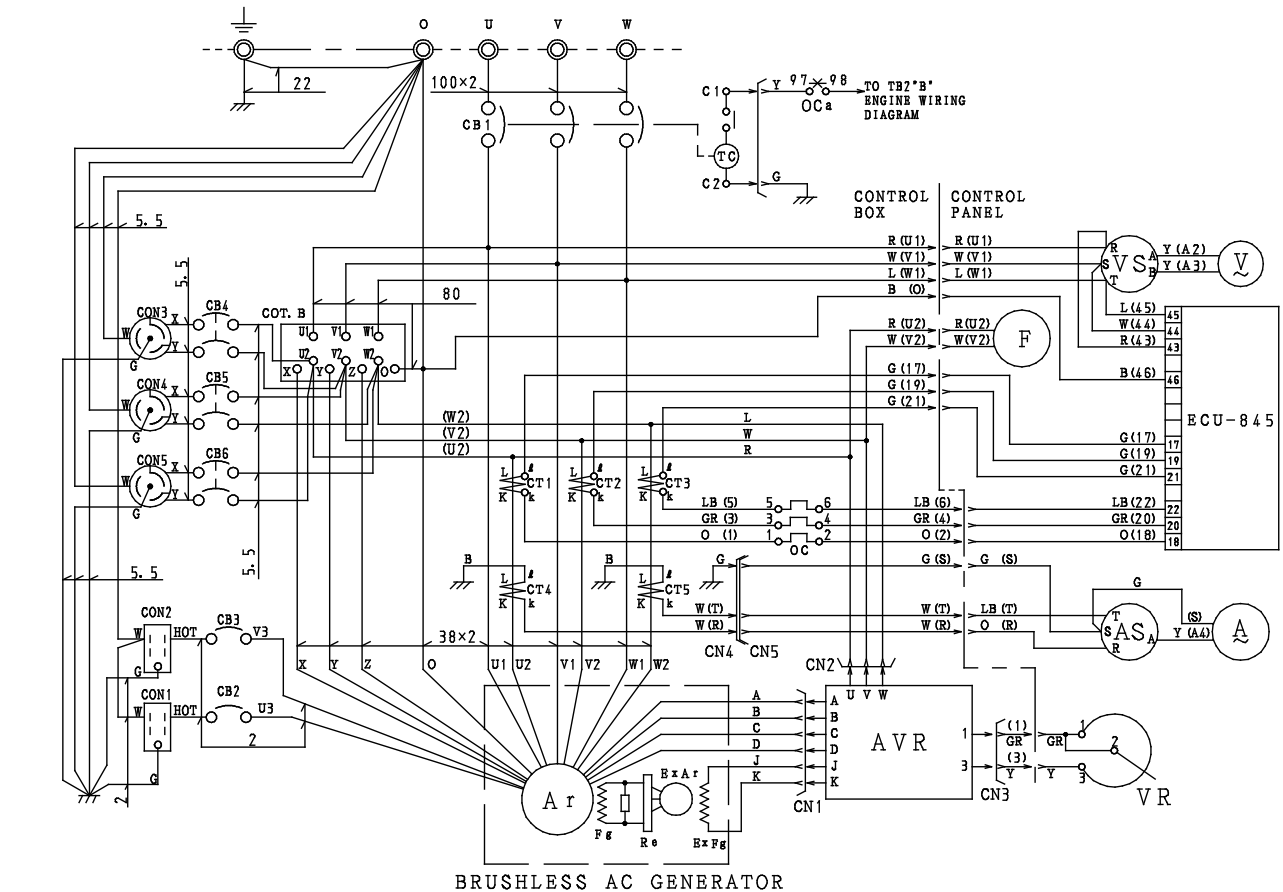 O U V W
22
100×2
CB1
C1
Y 97 98
OCa
TO TB2"B"
ENGINE WIRING
DIAGRAM
TC
C2
G
CONTROL
BOX
CONTROL
PANEL
5.5
R(U1) R(U1)
W(V1) W(V1)
L(W1) L(W1)
B (O)
R
S
T
VS
A
B
Y(A2)
Y(A3)
V
5.5
80
CON3
W
G
X
Y
CB4
COT.B
U1 V1 W1
U2 V2 W2
X Y Z O
R(U2) R(U2)
W(V2) W(V2)
F
L(45) 45
W(44) 44
R(43) 43
B(46) 46
ECU-845
CON4
W
G
Y
CB5
G(17)
G(19)
G(21)
(W2) L
(V2) W
(U2) R
G(17) 17
G(19) 19
G(21) 21
CON5
W
G
X
Y
CB6
L ℓ
K k
CT1
L ℓ
K k
CT2
L ℓ
K k
CT3
LB(5) 5 6 LB(6) LB(22) 22
GR(3) 3 4 GR(4) GR(20) 20
O (1) 1 2 O(2) O(18) 18
OC
5.5
5.5
B
L ℓ
K k
CT4
B
L ℓ
K k
CT5
G
G(S) G (S)
W(T) W(T) LB(T)
W(R) W(R) O (R)
CN4 CN5
G
T
S
R
AS
A
(S)
Y (A4)
A
CON2
W
HOT
G
CB3
V3
38×2
X Y Z O U1 U2 V1 V2 W1 W2
CN2
U V W
CON1
W
HOT
G
CB2
U3
2
2
A A
B B
C C
D D
J J
K K
CN1
AVR
1
3
(1)
GR
(3)
Y
CN3
GR
Y
1
2
3
VR
Ar
Fg
Re
ExAr
ExFg
BRUSHLESS AC GENERATOR